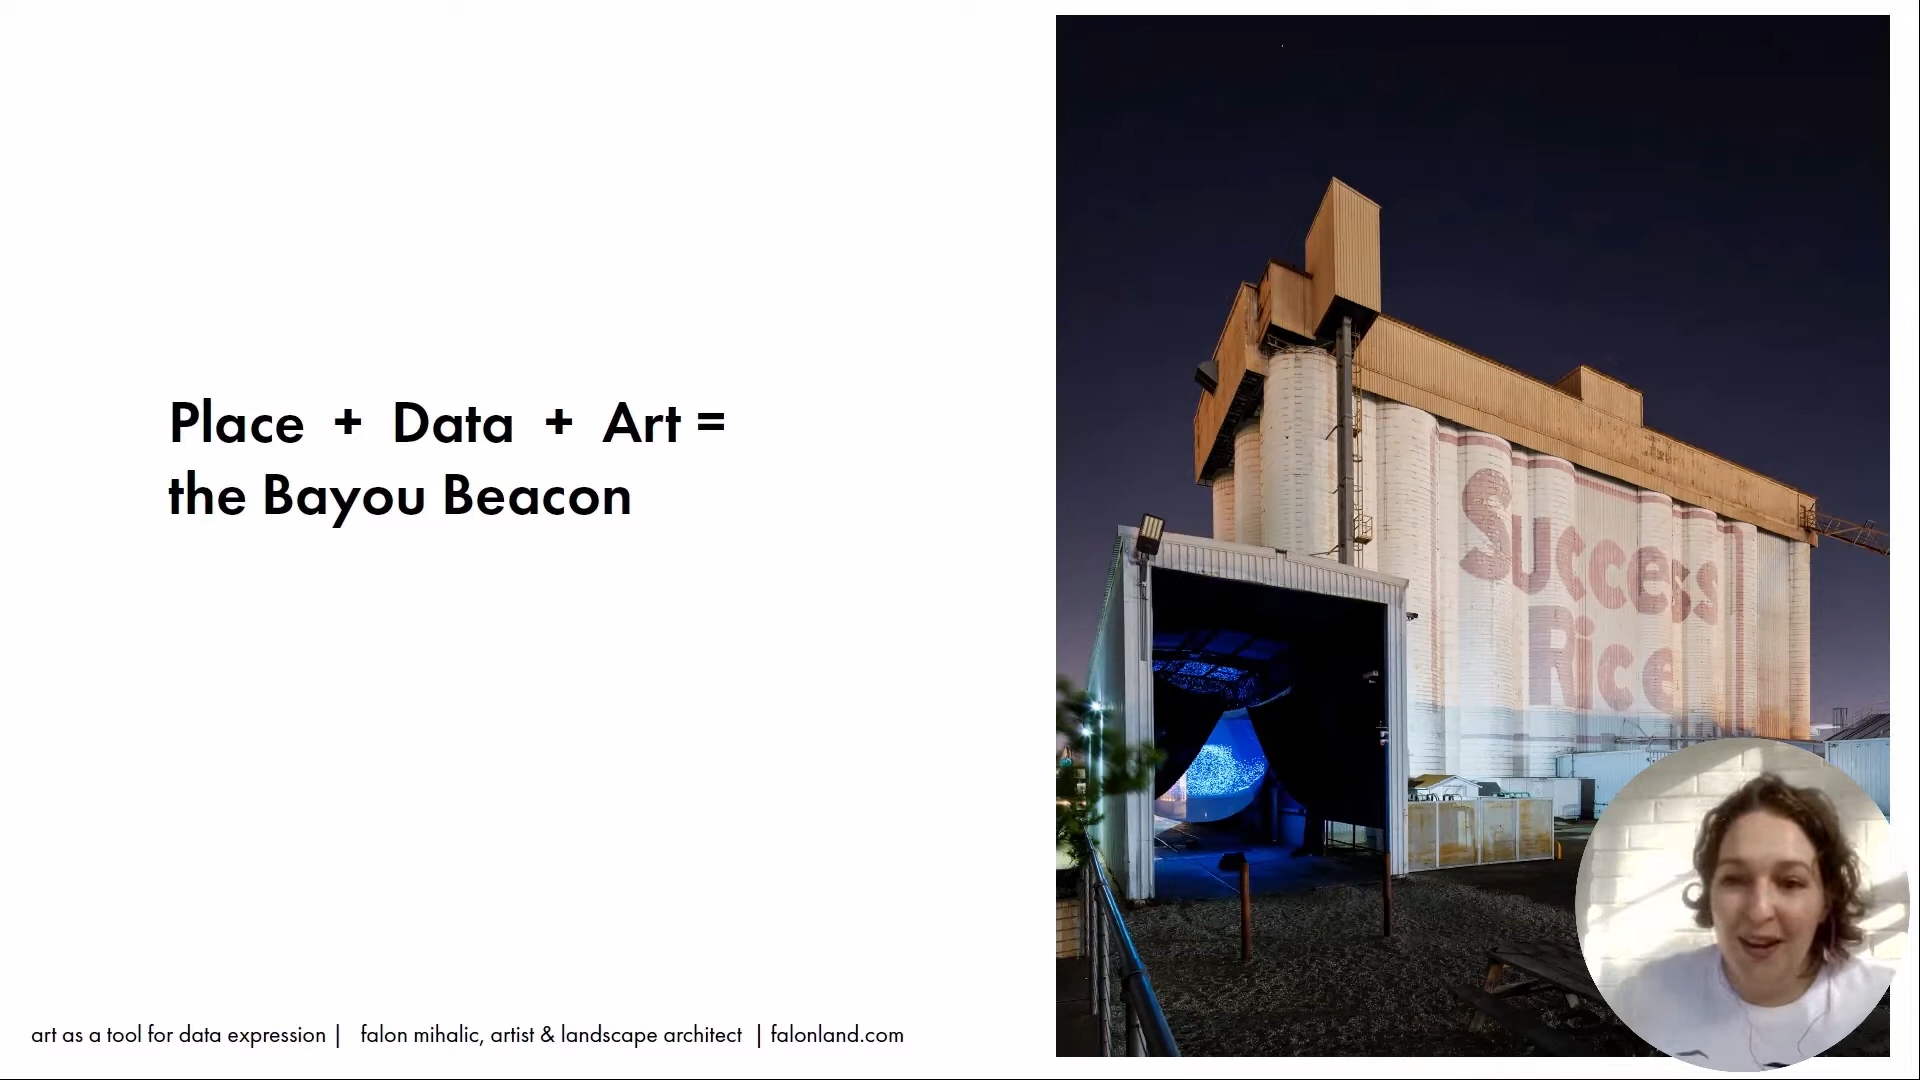 Place + Data + Art =
the Bayou Beacon
Success
Rice
art as a tool for data expression | falon mihalic, artist & landscape architect | falonland.com